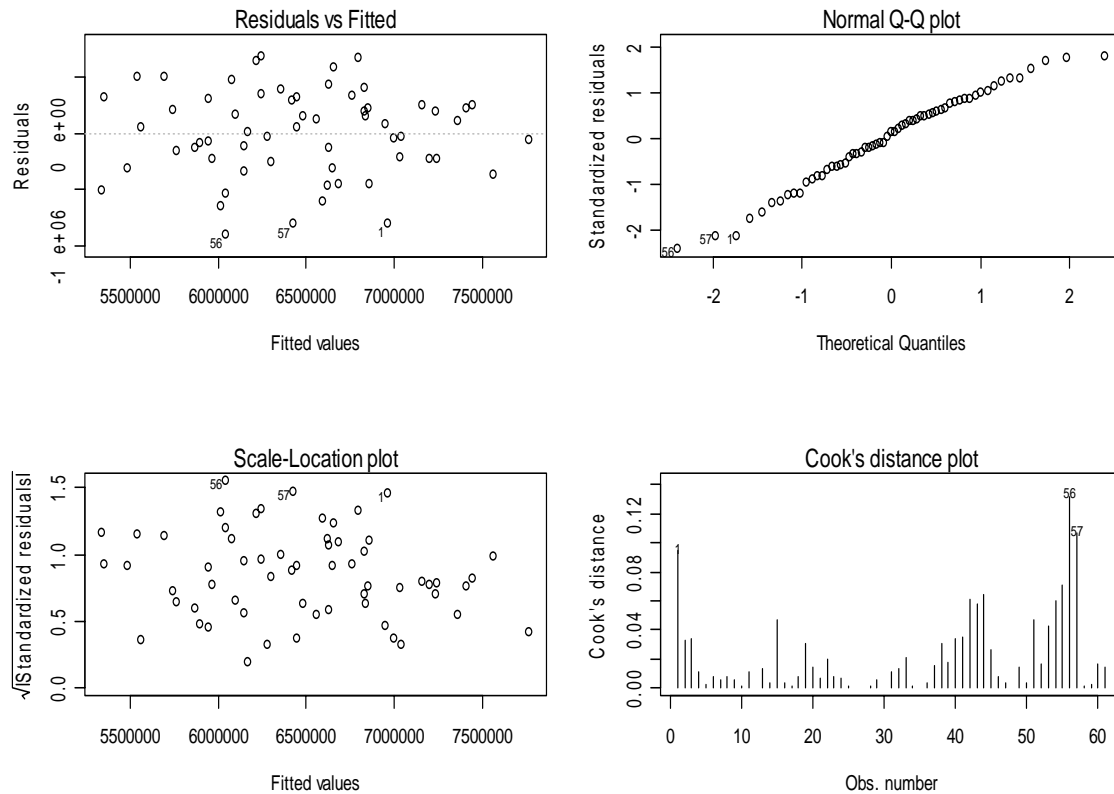 Residuals vs Fitted
Residuals
e+00
0
e+06
-1
56
57
1
5500000 6000000 6500000 7000000 7500000
Fitted values
Normal Q-Q plot
Standardized residuals
2
1
0
-1
-2
56
57
1
-2 -1 0 1 2
Theoretical Quantiles
Scale-Location plot
√|Standardized residuals|
1.5
1.0
0.5
0.0
56
57
1
5500000 6000000 6500000 7000000 7500000
Fitted values
Cook's distance plot
Cook's distance
0.12
0.08
0.04
0.00
1
56
57
0 10 20 30 40 50 60
Obs. number